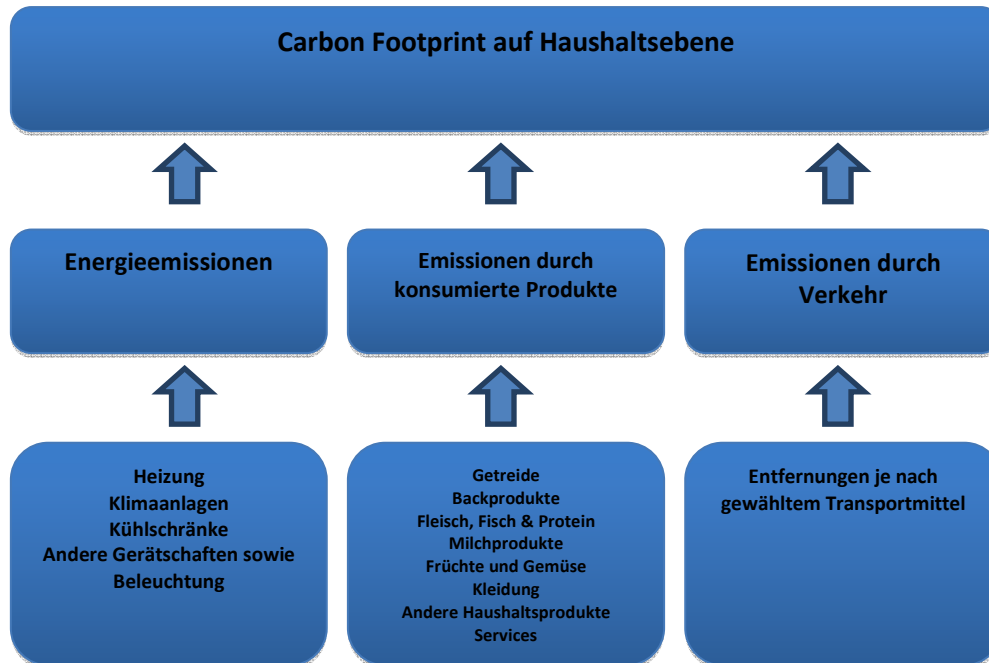 Carbon Footprint auf Haushaltsebene
Energieemissionen
Emissionen durch
konsumierte Produkte
Emissionen durch
Verkehr
Heizung
Klimaanlagen
Kühlschränke
Andere Gerätschaften sowie
Beleuchtung
Getreide
Backprodukte
Fleisch, Fisch & Protein
Milchprodukte
Früchte und Gemüse
Kleidung
Andere Haushaltsprodukte
Services
Entfernungen je nach
gewähltem Transportmittel